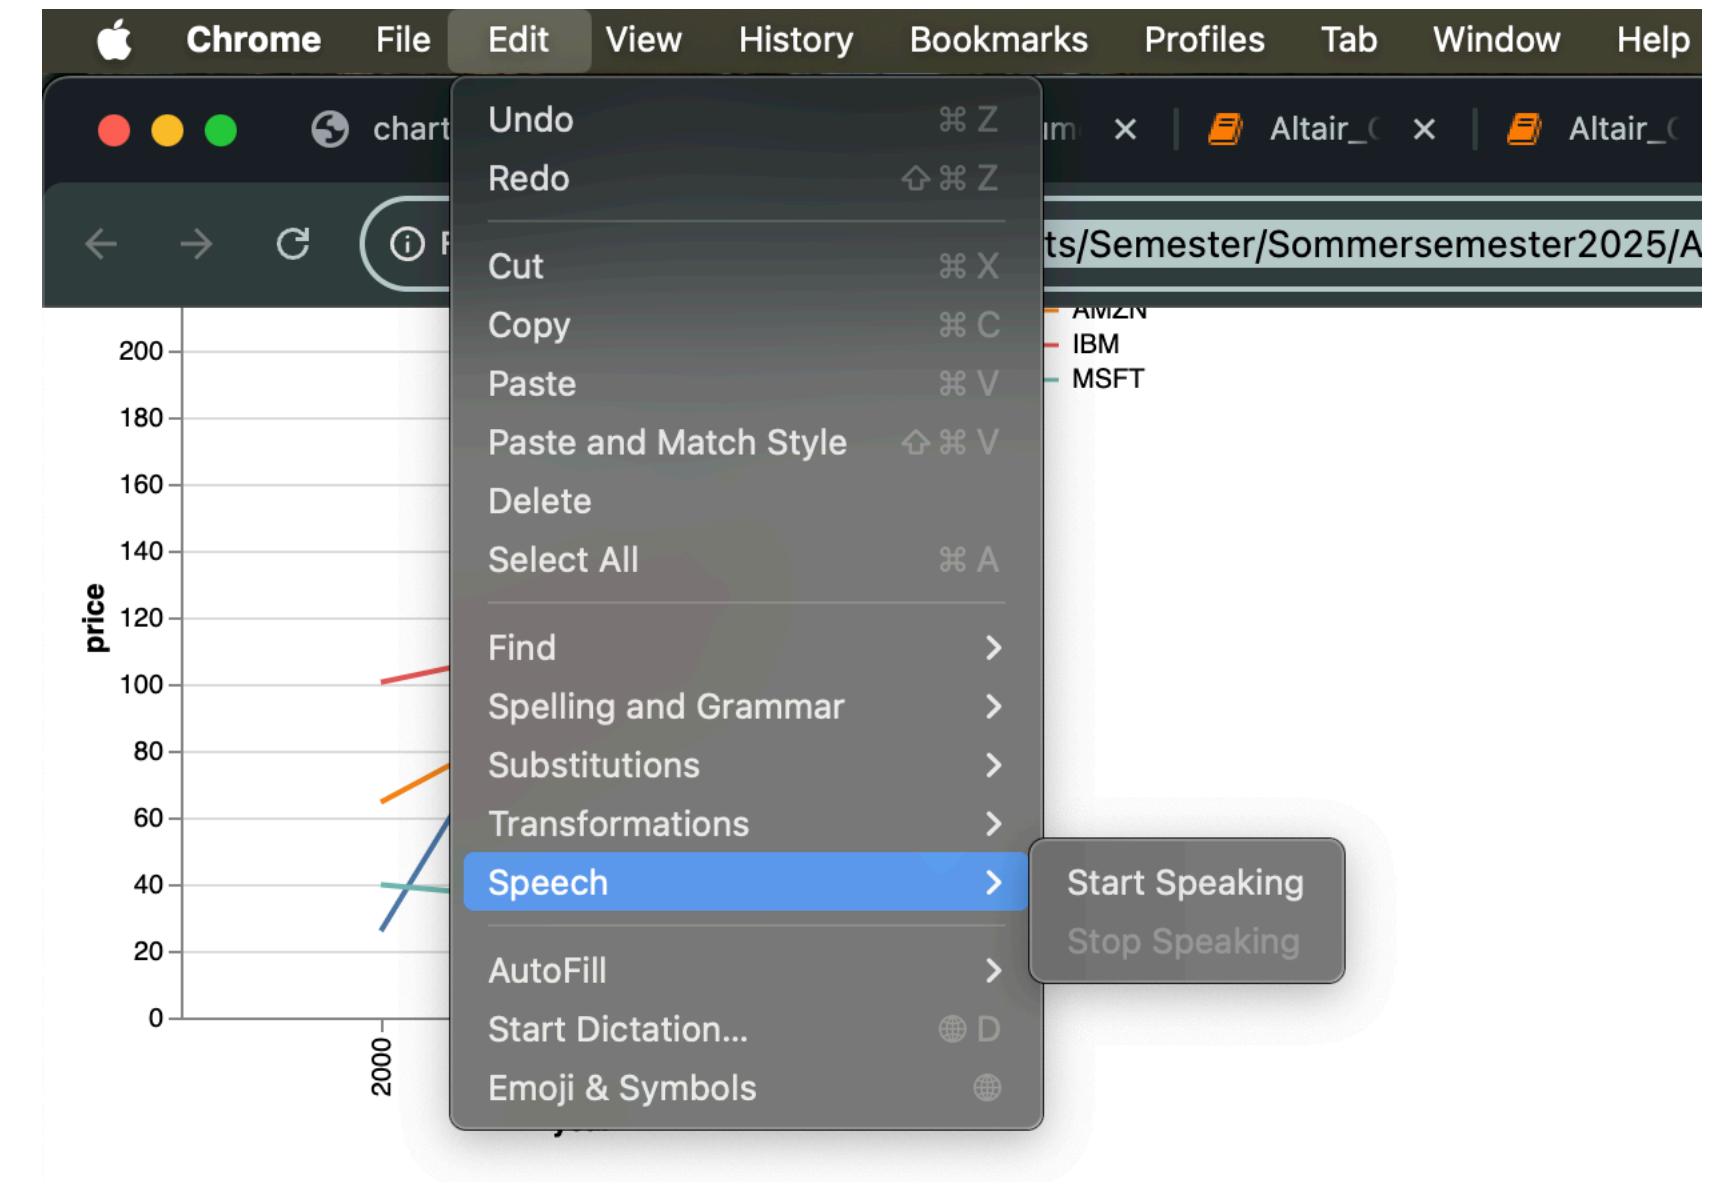 Chrome File Edit View History Bookmarks Profiles Tab Window Help
chart
Altair_
Altair_
ts/Semester/Sommersemester2025/A
Undo ⌘ Z
Redo ⇧ ⌘ Z
Cut ⌘ X
Copy ⌘ C
Paste ⌘ V
Paste and Match Style ⇧ ⌘ V
Delete
Select All ⌘ A
Find
Spelling and Grammar
Substitutions
Transformations
Speech
AutoFill
Start Dictation... D
Emoji & Symbols
Start Speaking
Stop Speaking
AMZN
IBM
MSFT
price
200
180
160
140
120
100
80
60
40
20
0
2000